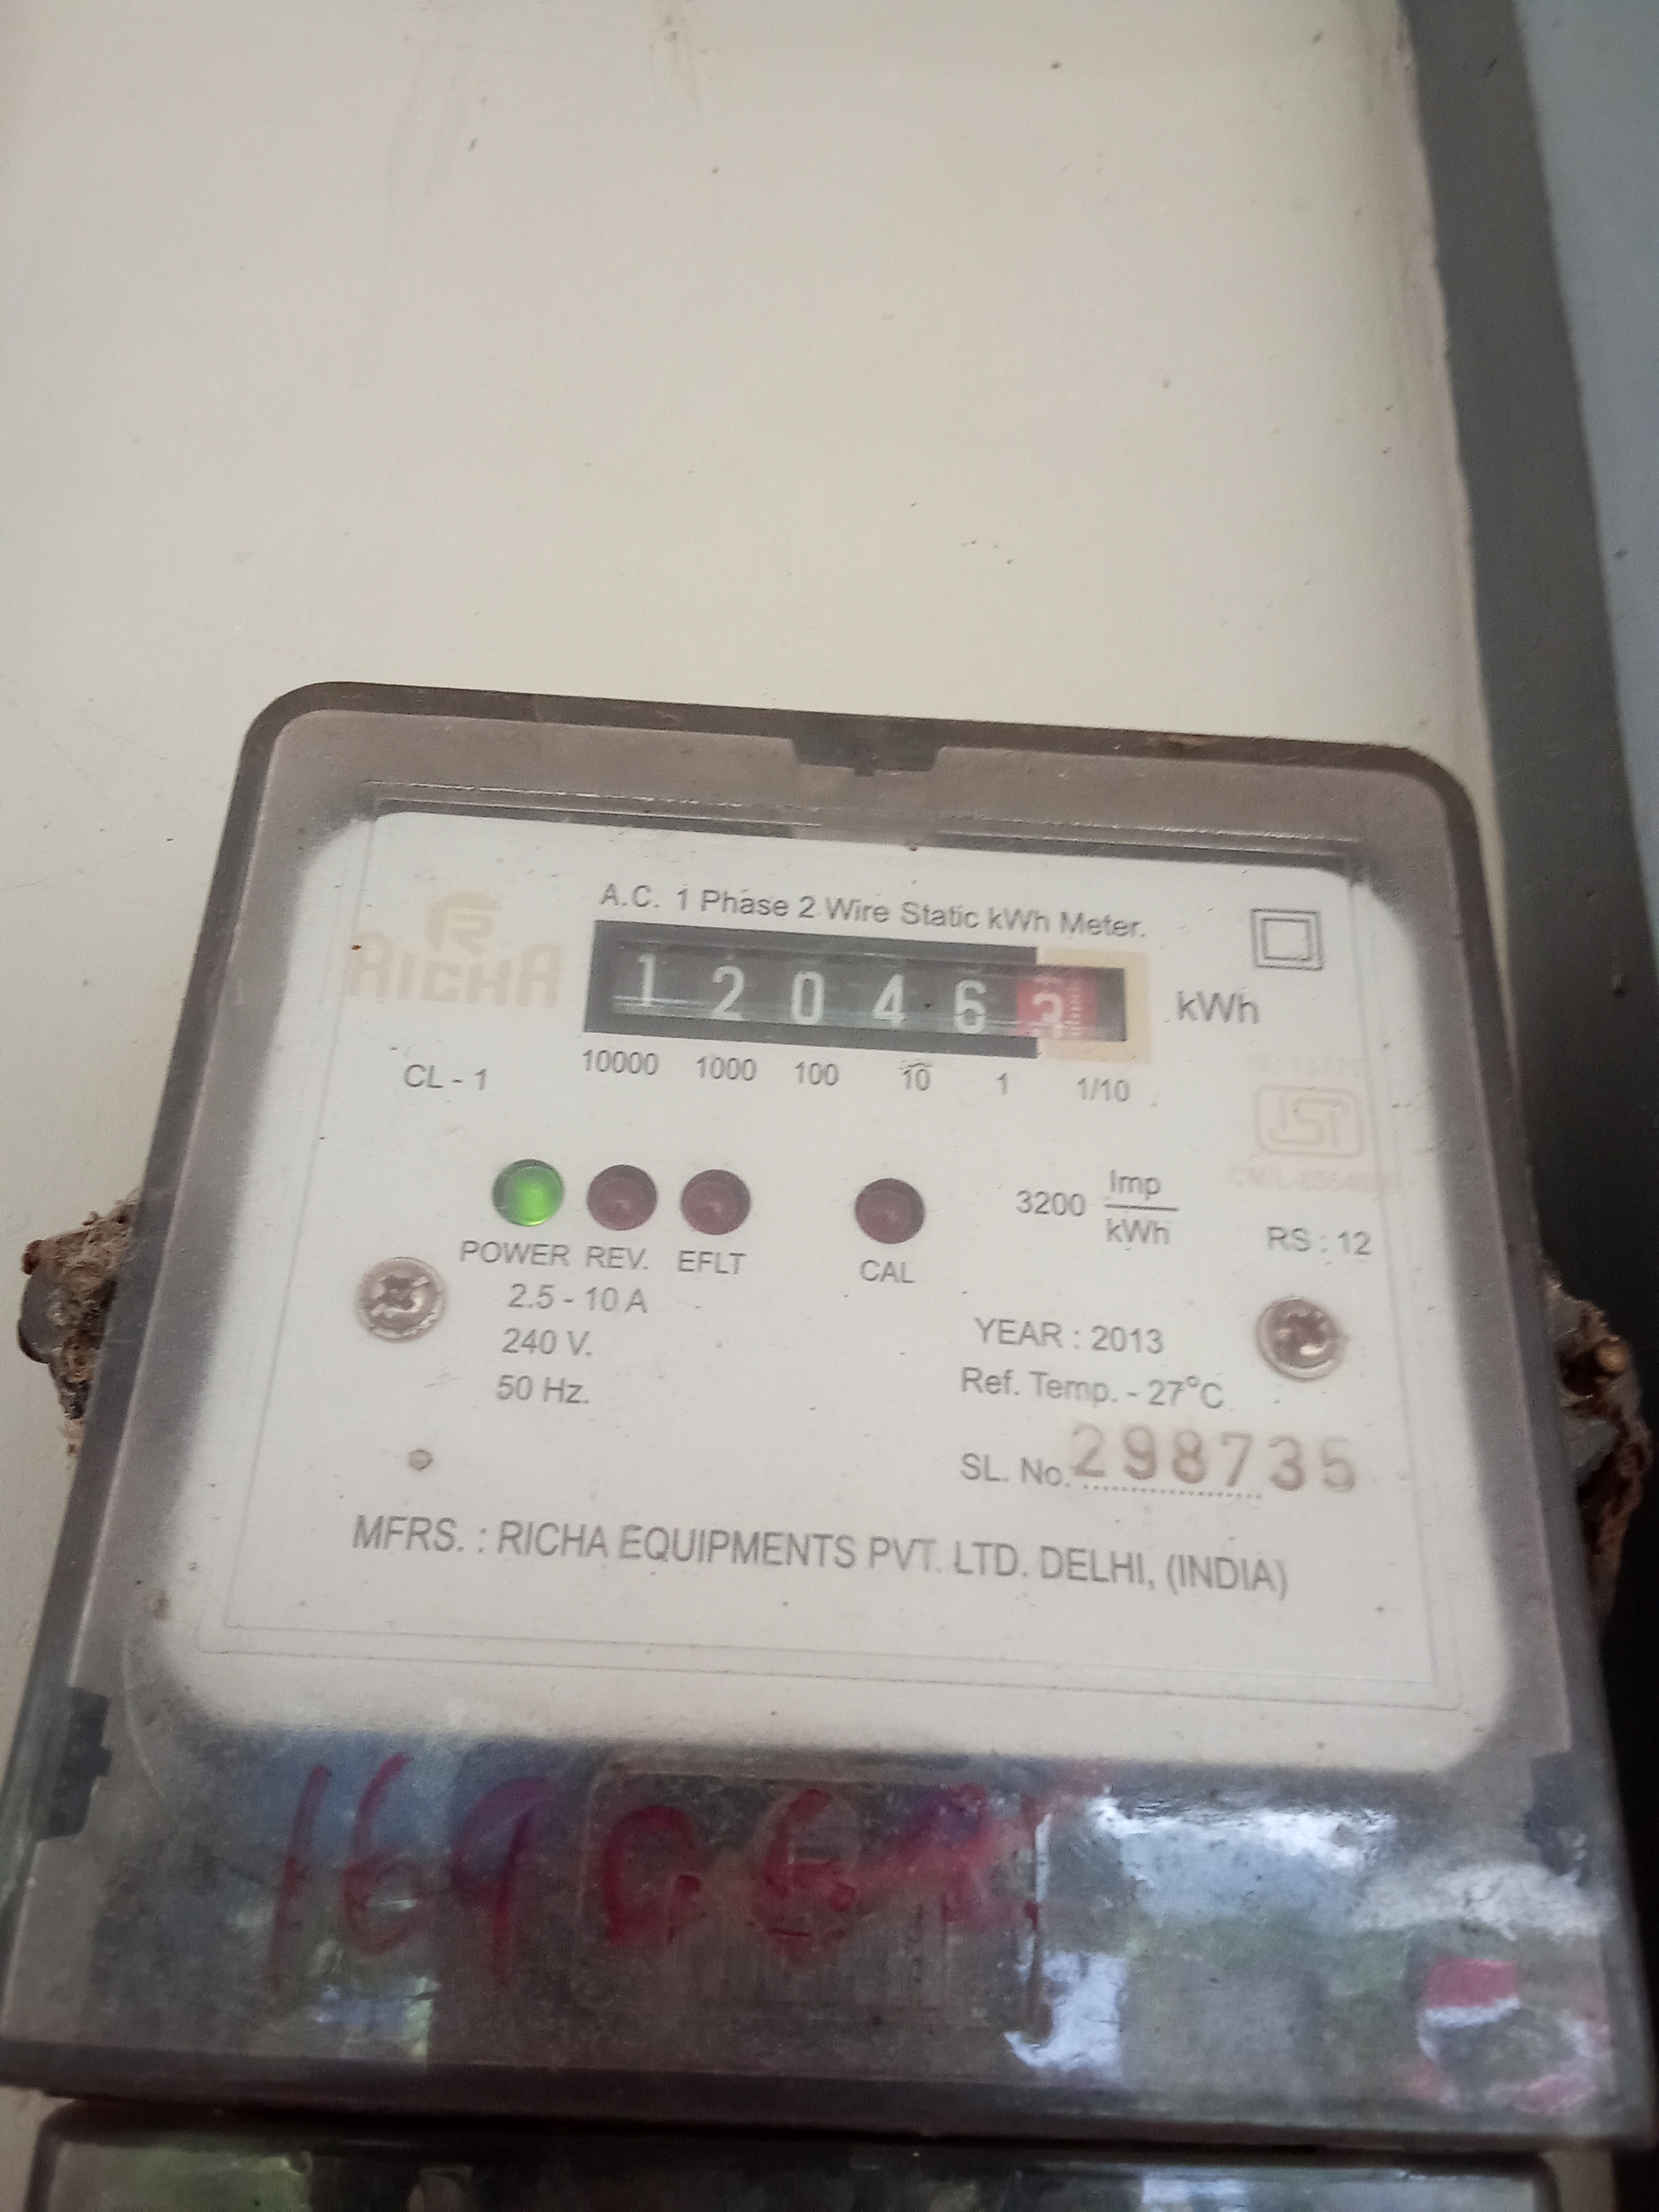 A.C. 1 Phase 2 Wire Static kWh Meter.
RICHA
1 2 0 4 6 3 kWh
10000 1000 100 10 1 1/10
CL - 1
ISI
3200 Imp/kWh
RS : 12
POWER REV. EFLT CAL
2.5 - 10 A
240 V.
50 Hz.
YEAR : 2013
Ref. Temp. - 27°C
SL. No. 298735
MFRS. : RICHA EQUIPMENTS PVT. LTD. DELHI, (INDIA)